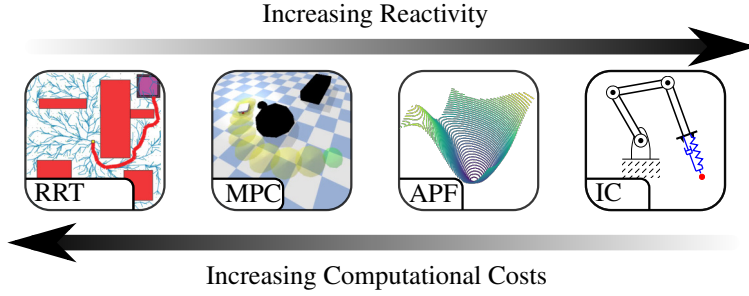 Increasing Reactivity
RRT
MPC
APF
IC
Increasing Computational Costs